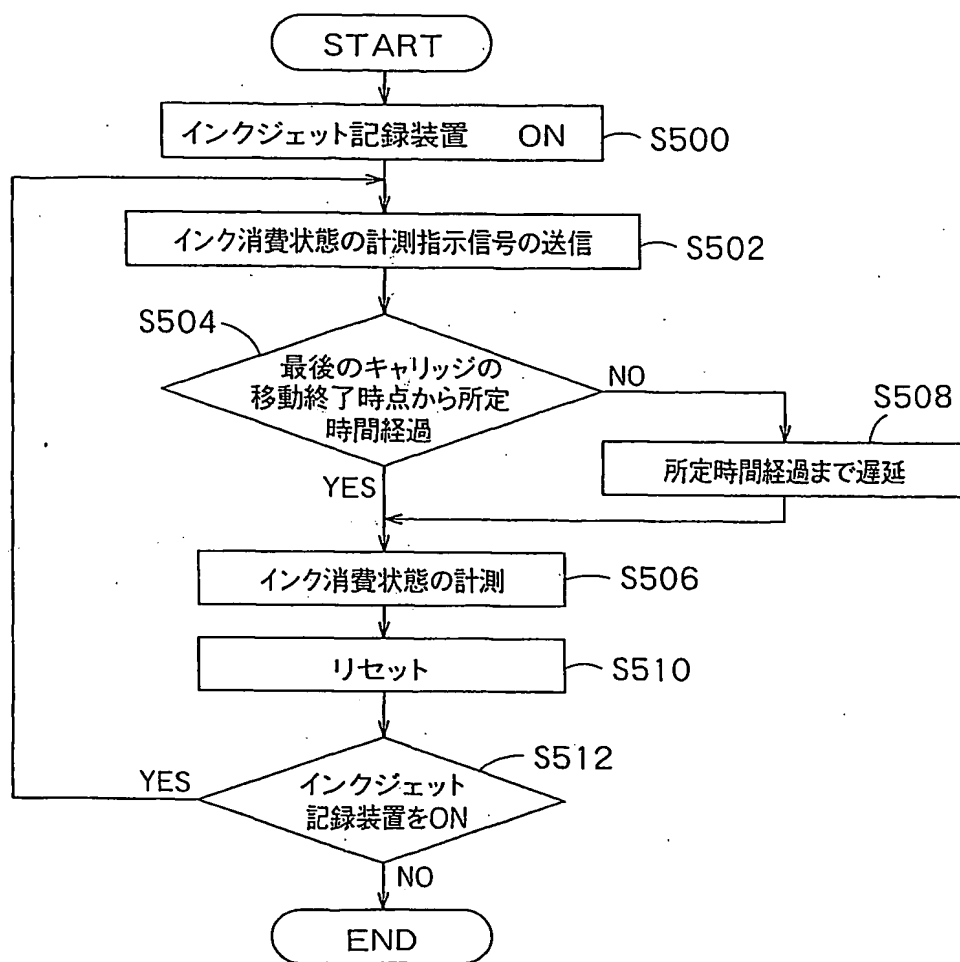 START
インクジェット記録装置 ON
S500
インク消費状態の計測指示信号の送信
S502
S504
最後のキャリッジの
移動終了時点から所定
時間経過
NO
S508
所定時間経過まで遅延
YES
インク消費状態の計測
S506
リセット
S510
S512
インクジェット
記録装置をON
YES
NO
END